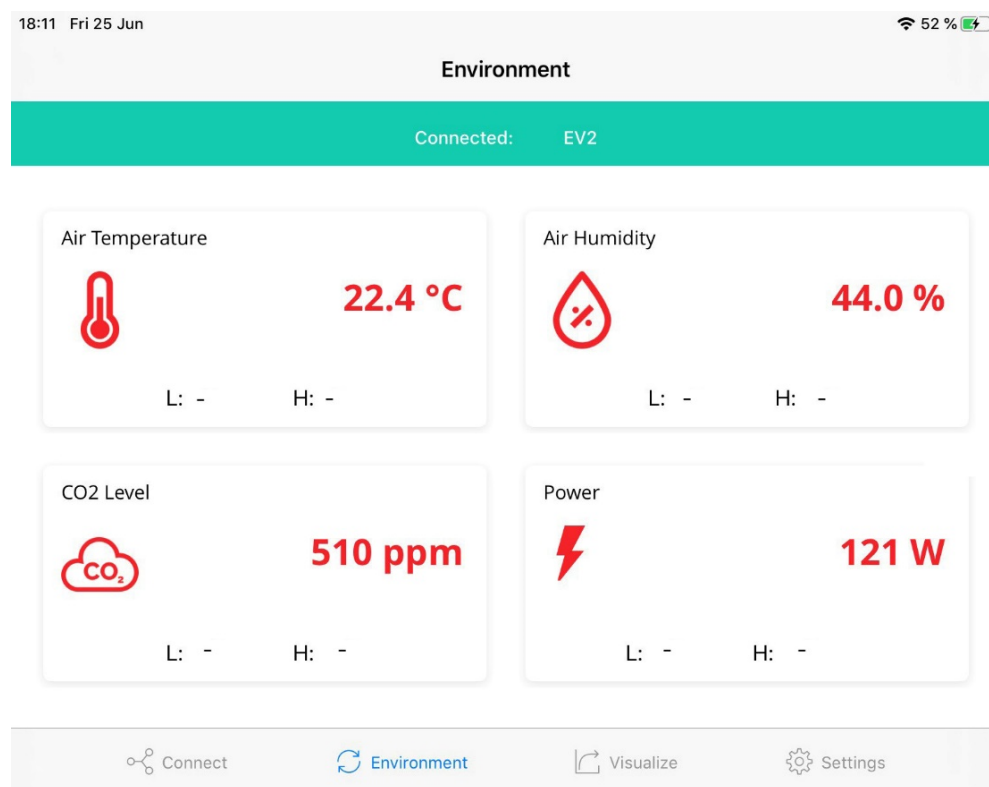 18:11 Fri 25 Jun 52 %
Environment
Connected: EV2
Air Temperature
22.4 °C
L: - H: -
Air Humidity
%
44.0 %
L: - H: -
CO2 Level
CO₂
510 ppm
L: - H: -
Power
121 W
L: - H: -
Connect Environment Visualize Settings